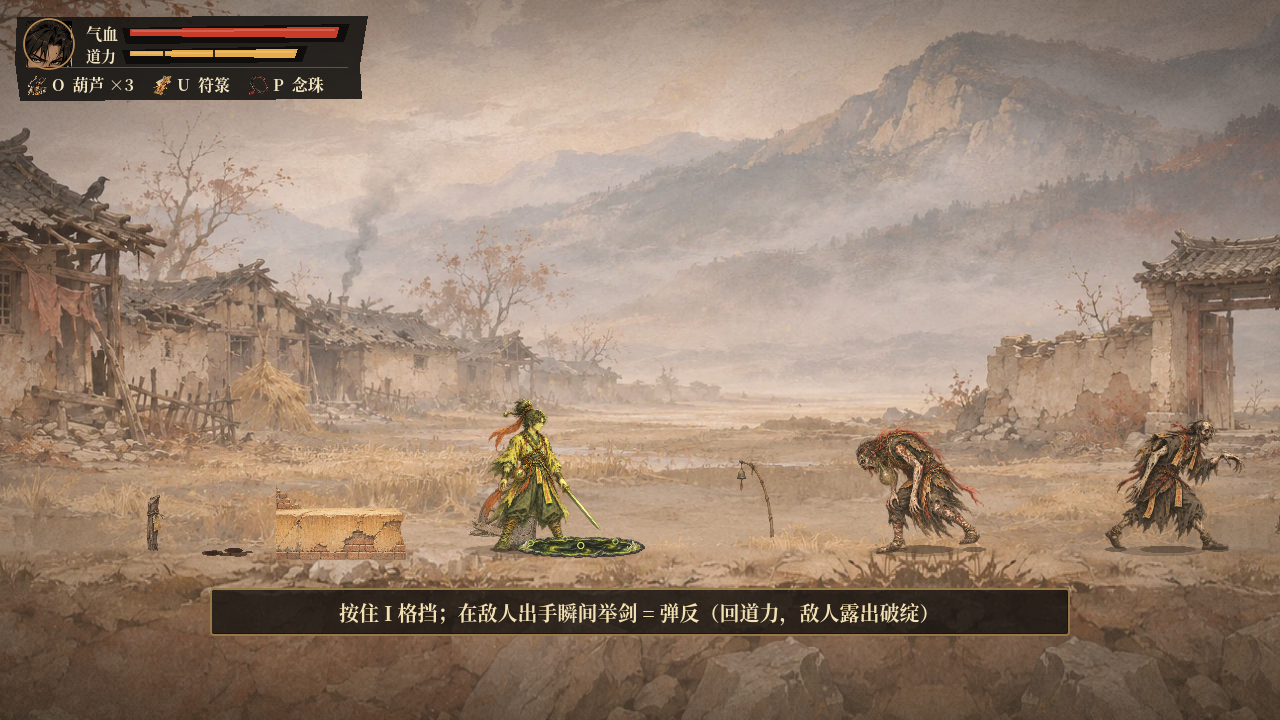 气血
道力
O 葫芦 ×3 U 符箓 P 念珠
按住 I 格挡；在敌人出手瞬间举剑 = 弹反（回道力，敌人露出破绽）